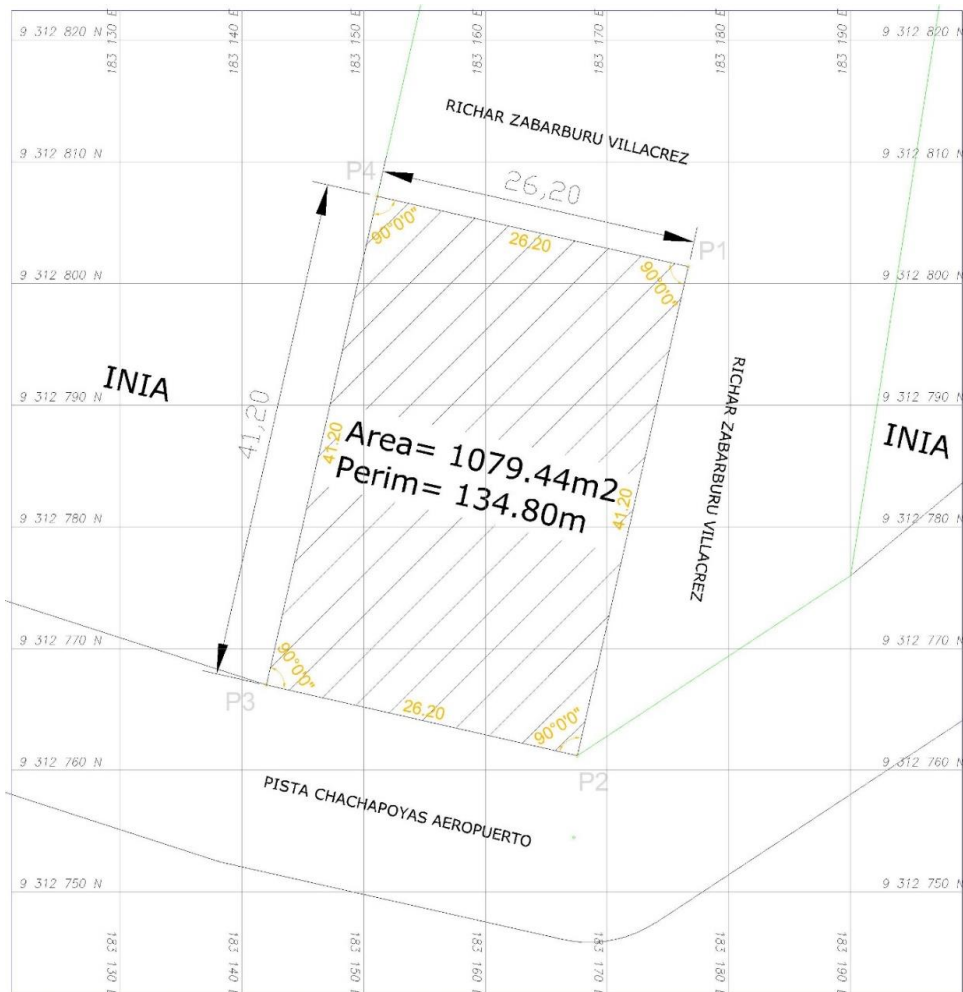 183 130 E
183 140 E
183 150 E
183 160 E
183 170 E
183 180 E
183 190 E
9 312 820 N
9 312 820 N
RICHAR ZABARBURU VILLACREZ
9 312 810 N
9 312 810 N
P4
26,20
P1
90°0'0"
26.20
90°0'0"
9 312 800 N
9 312 800 N
INIA
9 312 790 N
9 312 790 N
41,20
41.20
Area= 1079.44m2
Perim= 134.80m
41.20
RICHAR ZABARBURU VILLACREZ
INIA
9 312 780 N
9 312 780 N
9 312 770 N
9 312 770 N
90°0'0"
P3
26.20
90°0'0"
P2
9 312 760 N
9 312 760 N
PISTA CHACHAPOYAS AEROPUERTO
9 312 750 N
9 312 750 N
183 130 E
183 140 E
183 150 E
183 160 E
183 170 E
183 180 E
183 190 E